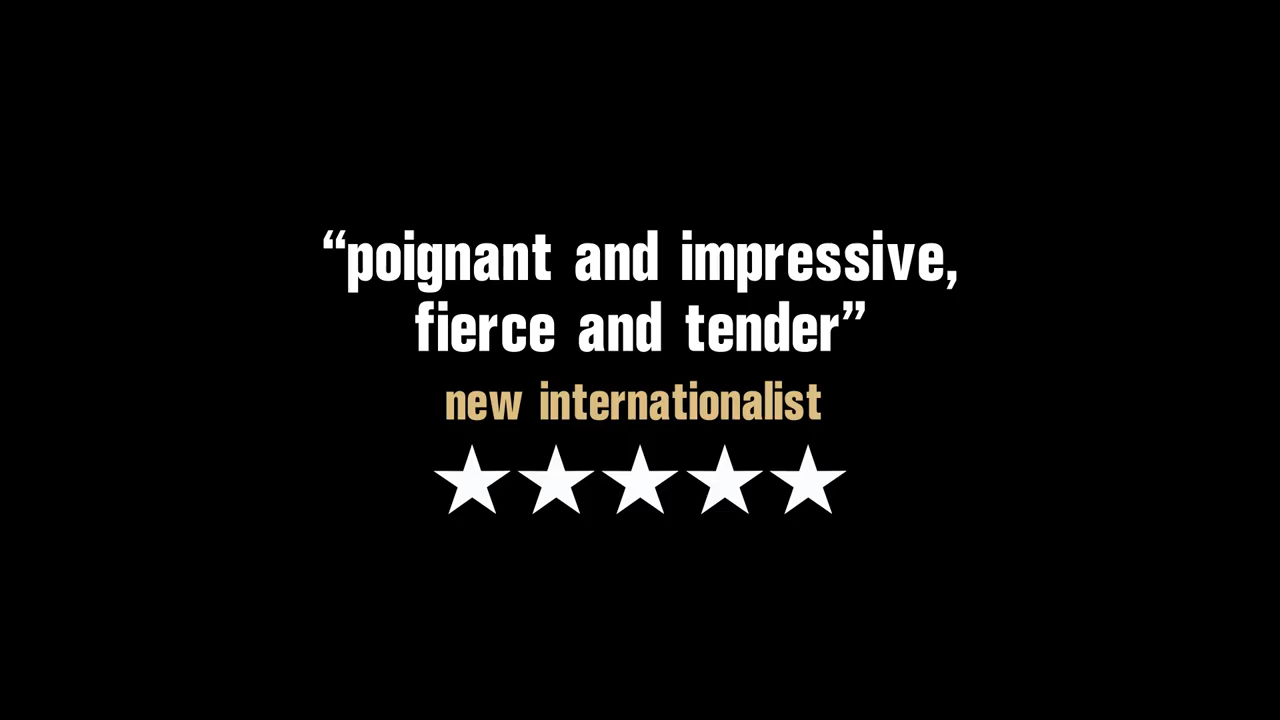 “poignant and impressive,
fierce and tender”
new internationalist